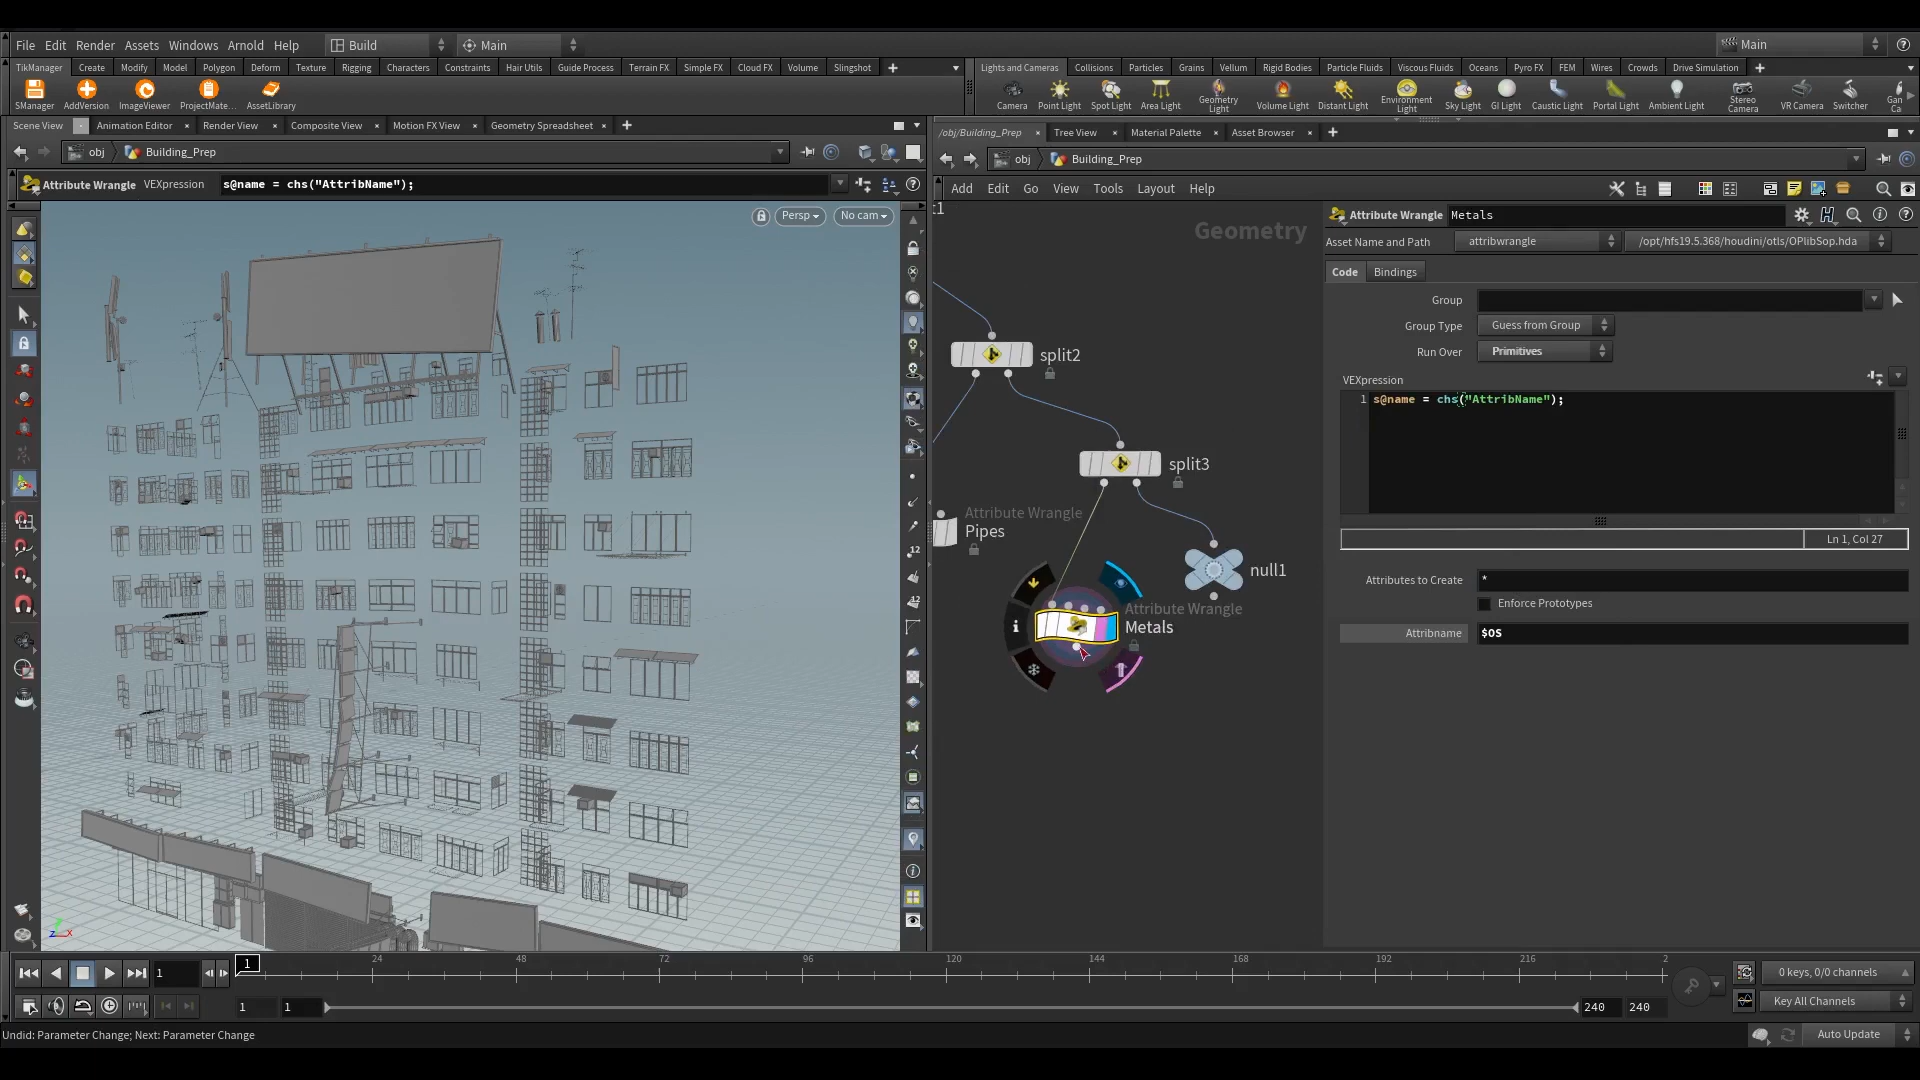 File Edit Render Assets Windows Arnold Help Build Main Main
TikManager Create Modify Model Polygon Deform Texture Rigging Characters Constraints Hair Utils Guide Process Terrain FX Simple FX Cloud FX Volume Slingshot
Lights and Cameras Collisions Particles Grains Vellum Rigid Bodies Particle Fluids Viscous Fluids Oceans Pyro FX FEM Wires Crowds Drive Simulation
SManager AddVersion ImageViewer ProjectMate... AssetLibrary
Camera Point Light Spot Light Area Light Geometry Light Volume Light Distant Light Environment Light Sky Light GI Light Caustic Light Portal Light Ambient Light Stereo Camera VR Camera Switcher Gan Ca
Scene View Animation Editor Render View Composite View Motion FX View Geometry Spreadsheet
/obj/Building_Prep Tree View Material Palette Asset Browser
obj Building_Prep
obj Building_Prep
Attribute Wrangle VEXpression s@name = chs("AttribName");
Add Edit Go View Tools Layout Help
Persp No cam
t1
Geometry
split2
split3
Attribute Wrangle
Pipes
null1
Attribute Wrangle
Metals
Attribute Wrangle Metals
Asset Name and Path attribwrangle /opt/hfs19.5.368/houdini/otls/OPlibSop.hda
Code Bindings
Group
Group Type Guess from Group
Run Over Primitives
VEXpression
1 s@name = chs("AttribName");
Ln 1, Col 27
Attributes to Create *
Enforce Prototypes
Attribname $OS
12
12
z x
1 1 24 48 72 96 120 144 168 192 216 2
0 keys, 0/0 channels
1 1 240 240 Key All Channels
Undid: Parameter Change; Next: Parameter Change Auto Update